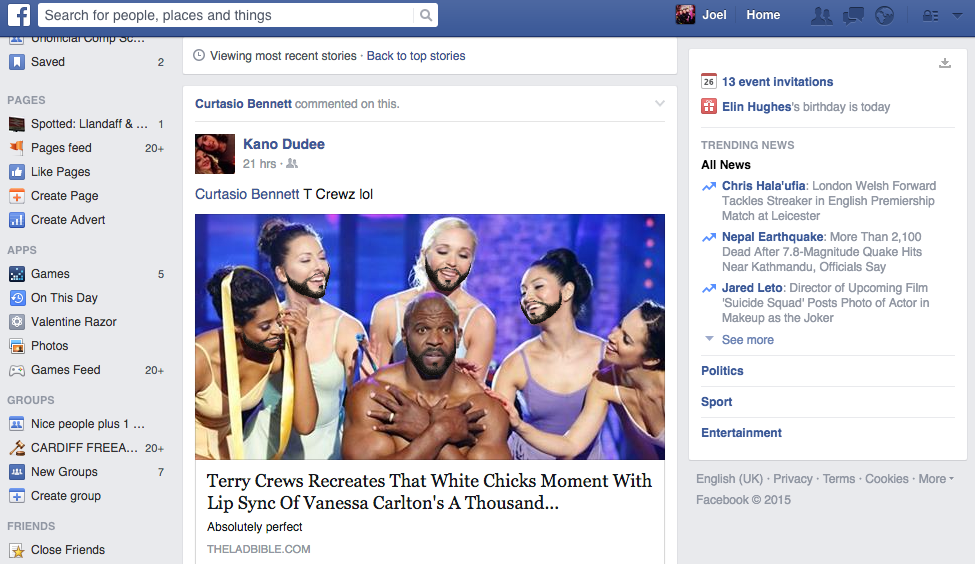 f
Search for people, places and things
Joel
Home
Unofficial Comp Sc...
Saved 2
PAGES
Spotted: Llandaff & ... 1
Pages feed 20+
Like Pages
Create Page
Create Advert
APPS
Games 5
On This Day
Valentine Razor
Photos
Games Feed 20+
GROUPS
Nice people plus 1 ...
CARDIFF FREEA... 20+
New Groups 7
Create group
FRIENDS
Close Friends
Viewing most recent stories · Back to top stories
Curtasio Bennett commented on this.
Kano Dudee
21 hrs ·
Curtasio Bennett T Crewz lol
Terry Crews Recreates That White Chicks Moment With
Lip Sync Of Vanessa Carlton's A Thousand...
Absolutely perfect
THELADBIBLE.COM
26 13 event invitations
Elin Hughes's birthday is today
TRENDING NEWS
All News
Chris Hala'ufia: London Welsh Forward
Tackles Streaker in English Premiership
Match at Leicester
Nepal Earthquake: More Than 2,100
Dead After 7.8-Magnitude Quake Hits
Near Kathmandu, Officials Say
Jared Leto: Director of Upcoming Film
'Suicide Squad' Posts Photo of Actor in
Makeup as the Joker
See more
Politics
Sport
Entertainment
English (UK) · Privacy · Terms · Cookies · More
Facebook © 2015